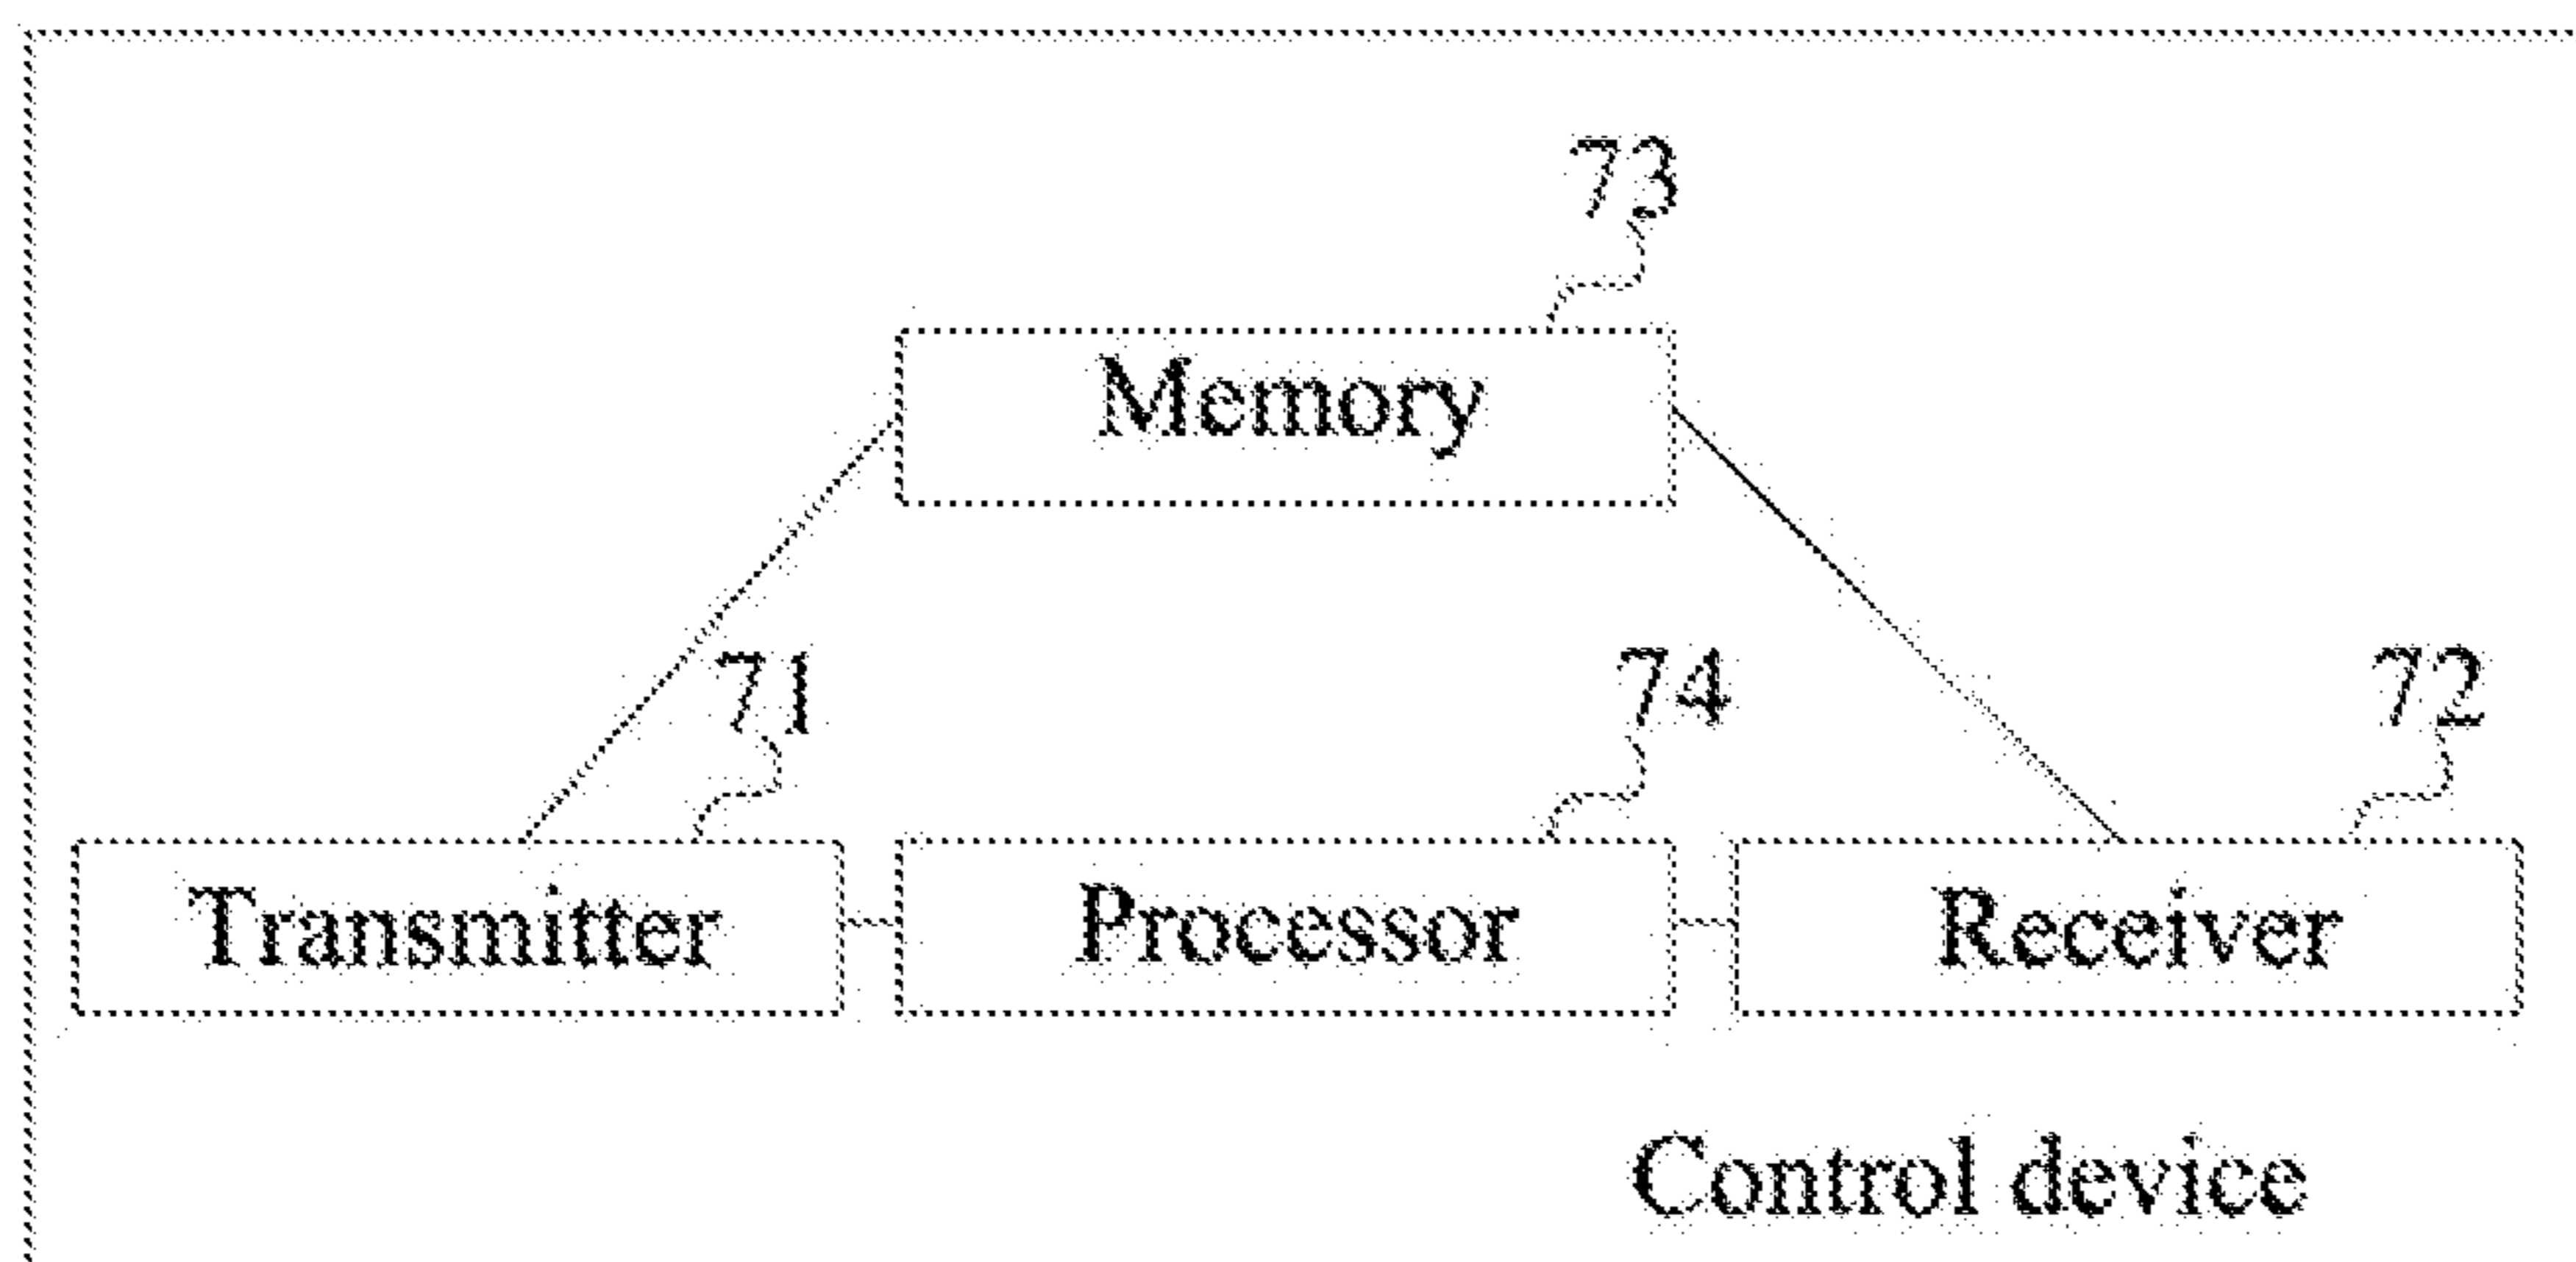 73
Memory
71
74
72
Transmitter
Processor
Receiver
Control device